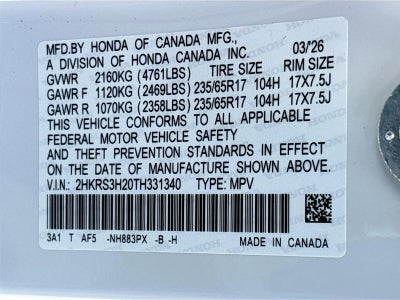 MFD.BY HONDA OF CANADA MFG.,
A DIVISION OF HONDA CANADA INC. 03/26
GVWR 2160KG (4761LBS) TIRE SIZE RIM SIZE
GAWR F 1120KG (2469LBS) 235/65R17 104H 17X7.5J
GAWR R 1070KG (2358LBS) 235/65R17 104H 17X7.5J
THIS VEHICLE CONFORMS TO ALL APPLICABLE
FEDERAL MOTOR VEHICLE SAFETY
AND THEFT PREVENTION STANDARDS IN EFFECT
ON THE DATE OF MANUFACTURE SHOWN ABOVE.
V.I.N.: 2HKRS3H20TH331340 TYPE: MPV
3A1 T AF5 -NH883PX -B -H MADE IN CANADA